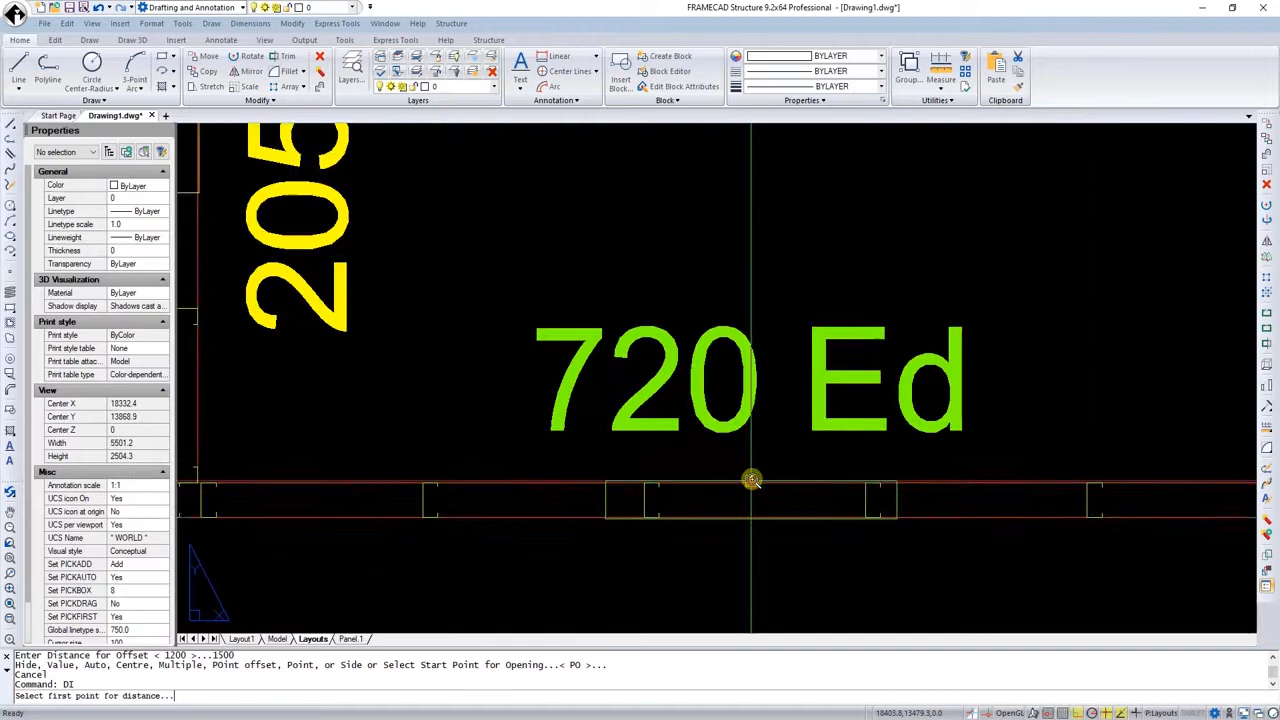 FRAMECAD Structure 9.2x64 Professional - [Drawing1.dwg*]
Drafting and Annotation
0
File Edit View Insert Format Tools Draw Dimensions Modify Express Tools Window Help Structure
Home Edit Draw Draw 3D Insert Annotate View Output Tools Express Tools Help Structure
Line Polyline Circle Center-Radius 3-Point Arc
Draw
Move Rotate Trim
Copy Mirror Fillet
Stretch Scale Array
Modify
Layers...
0
Layers
Text
Linear
Center Lines
Arc
Annotation
Insert Block...
Create Block
Block Editor
Edit Block Attributes
Block
BYLAYER
BYLAYER
BYLAYER
Properties
Group... Measure
Utilities
Paste
Clipboard
Start Page Drawing1.dwg*
Properties
No selection
General
Color ByLayer
Layer 0
Linetype ByLayer
Linetype scale 1.0
Lineweight ByLayer
Thickness 0
Transparency ByLayer
3D Visualization
Material ByLayer
Shadow display Shadows cast a...
Print style
Print style ByColor
Print style table None
Print table attac... Model
Print table type Color-dependent...
View
Center X 18332.4
Center Y 13868.9
Center Z 0
Width 5501.2
Height 2504.3
Misc
Annotation scale 1:1
UCS icon On Yes
UCS icon at origin No
UCS per viewport Yes
UCS Name " WORLD "
Visual style Conceptual
Set PICKADD Add
Set PICKAUTO Yes
Set PICKBOX 8
Set PICKDRAG No
Set PICKFIRST Yes
Global linetype s... 750.0
Cursor size 100
205
720 Ed
Y
X
Layout1 Model Layouts Panel.1
Enter Distance for Offset < 1200 >...1500
Hide, Value, Auto, Centre, Multiple, POint offset, Point, or Side or Select Start Point for Opening...< PO >...
Cancel
Command: DI
Select first point for distance...
Ready
18403.8,13479.3,0.0
OpenGL
P:Layouts
TABLET